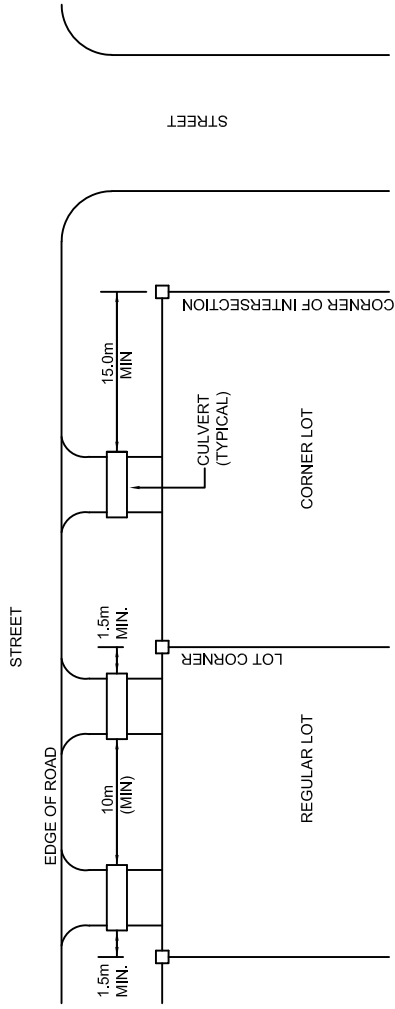 STREET
STREET
EDGE OF ROAD
1.5m
MIN.
10m
(MIN)
1.5m
MIN.
15.0m
MIN
CULVERT
(TYPICAL)
LOT CORNER
CORNER OF INTERSECTION
REGULAR LOT
CORNER LOT